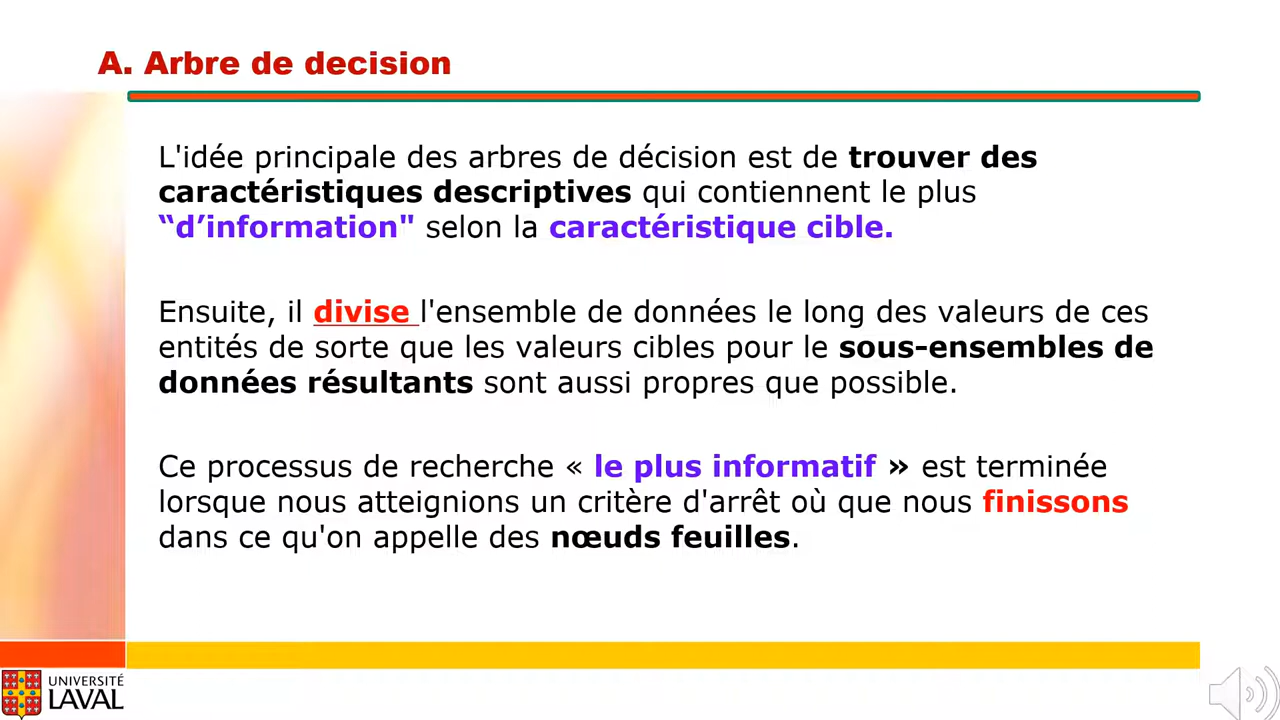 A. Arbre de decision
L'idée principale des arbres de décision est de trouver des
caractéristiques descriptives qui contiennent le plus
“d’information" selon la caractéristique cible.
Ensuite, il divise l'ensemble de données le long des valeurs de ces
entités de sorte que les valeurs cibles pour le sous-ensembles de
données résultants sont aussi propres que possible.
Ce processus de recherche « le plus informatif » est terminée
lorsque nous atteignions un critère d'arrêt où que nous finissons
dans ce qu'on appelle des nœuds feuilles.
UNIVERSITÉ
LAVAL